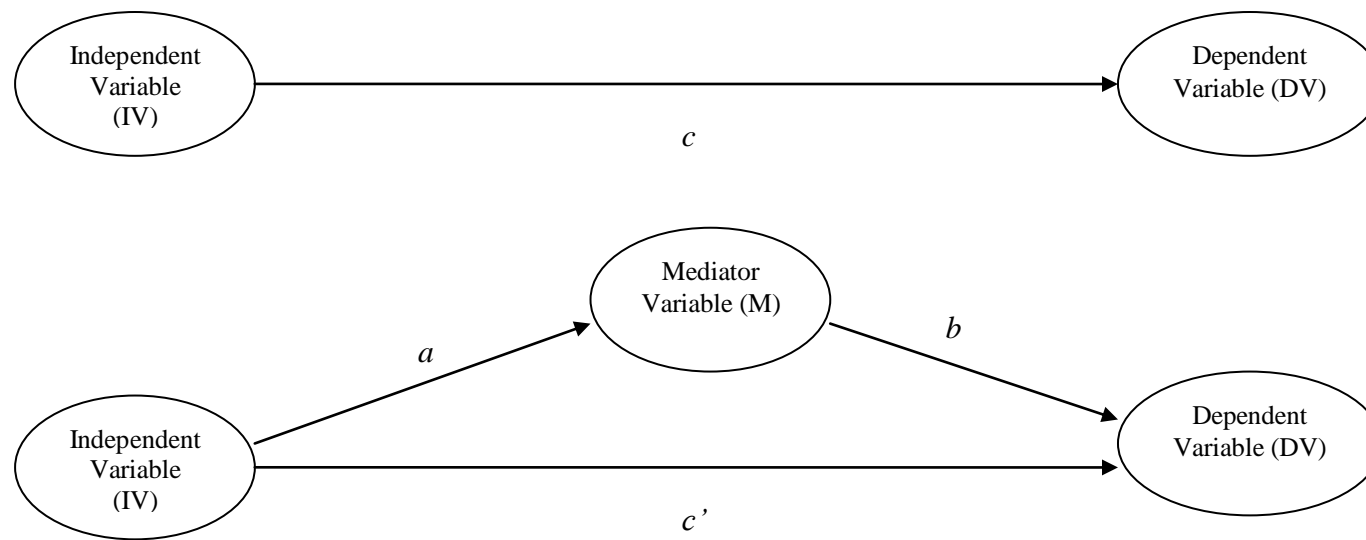 Independent
Variable
(IV)
Dependent
Variable (DV)
c
Mediator
Variable (M)
a
b
Independent
Variable
(IV)
Dependent
Variable (DV)
c’